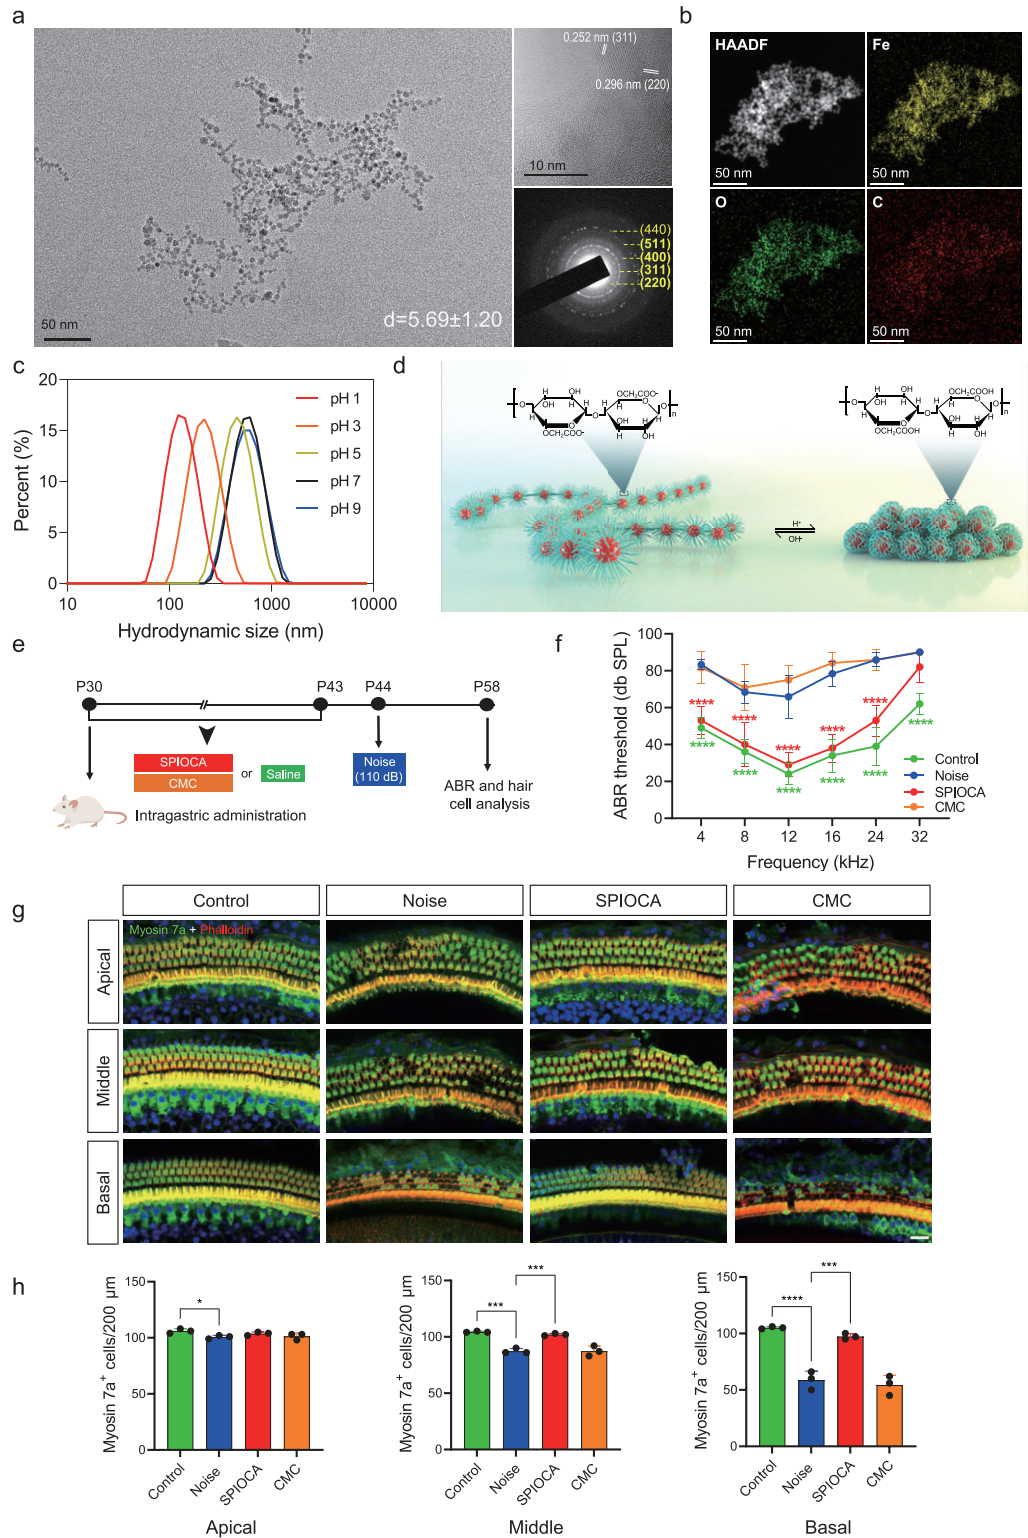 a
0.252 nm (311)
0.296 nm (220)
10 nm
50 nm
d=5.69±1.20
(440)
(511)
(400)
(311)
(220)
b
HAADF
50 nm
Fe
50 nm
O
50 nm
C
50 nm
c
Percent (%)
20
15
10
5
0
10
100
1000
10000
Hydrodynamic size (nm)
pH 1
pH 3
pH 5
pH 7
pH 9
d
H⁺
OH⁻
e
P30
P43
P44
P58
SPIOCA
CMC
or
Saline
Noise
(110 dB)
Intragastric administration
ABR and hair
cell analysis
f
ABR threshold (db SPL)
100
80
60
40
20
0
4
8
12
16
24
32
Frequency (kHz)
****
****
****
****
****
****
****
****
****
****
****
Control
Noise
SPIOCA
CMC
g
Control
Noise
SPIOCA
CMC
Myosin 7a + Phalloidin
Apical
Middle
Basal
h
Myosin 7a⁺ cells/200 µm
150
100
50
0
*
Control
Noise
SPIOCA
CMC
Apical
Myosin 7a⁺ cells/200 µm
150
100
50
0
***
***
Control
Noise
SPIOCA
CMC
Middle
Myosin 7a⁺ cells/200 µm
150
100
50
0
****
***
Control
Noise
SPIOCA
CMC
Basal